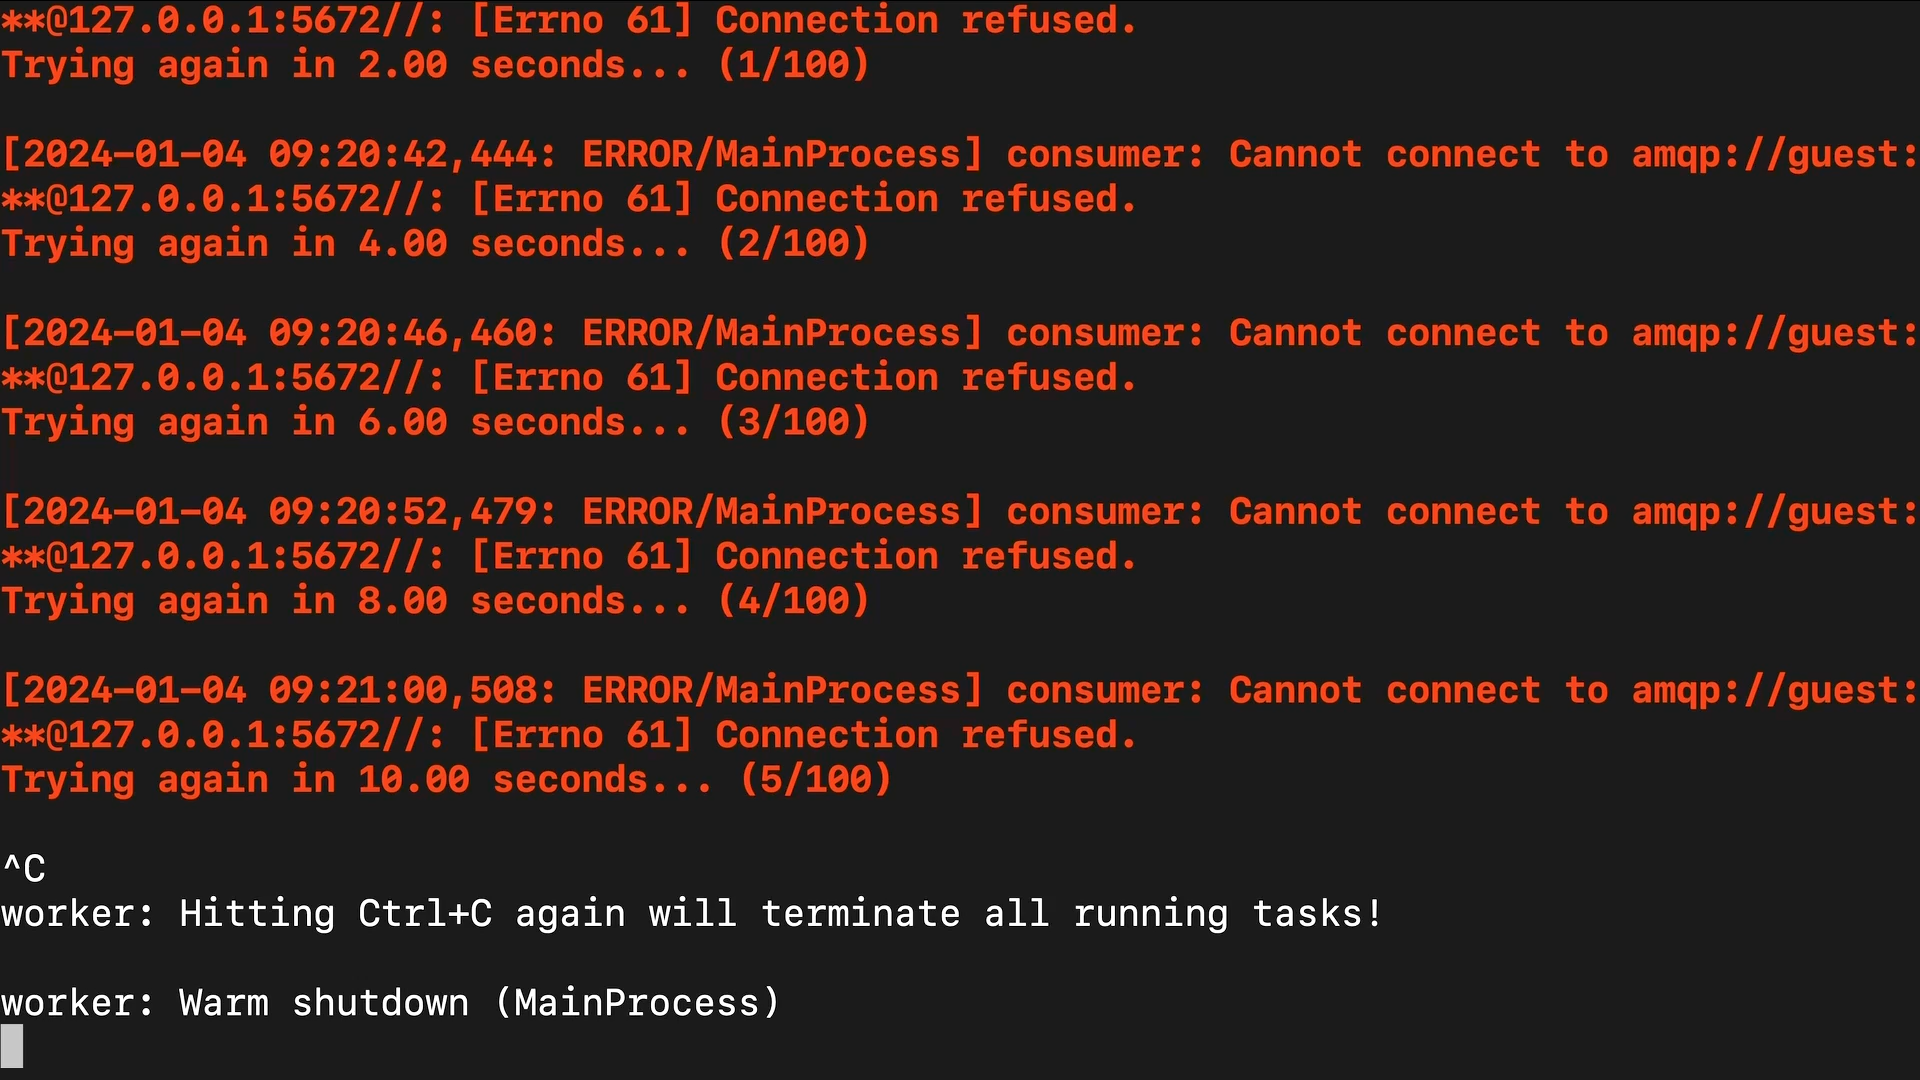 **@127.0.0.1:5672//: [Errno 61] Connection refused.
Trying again in 2.00 seconds... (1/100)
[2024-01-04 09:20:42,444: ERROR/MainProcess] consumer: Cannot connect to amqp://guest:
**@127.0.0.1:5672//: [Errno 61] Connection refused.
Trying again in 4.00 seconds... (2/100)
[2024-01-04 09:20:46,460: ERROR/MainProcess] consumer: Cannot connect to amqp://guest:
**@127.0.0.1:5672//: [Errno 61] Connection refused.
Trying again in 6.00 seconds... (3/100)
[2024-01-04 09:20:52,479: ERROR/MainProcess] consumer: Cannot connect to amqp://guest:
**@127.0.0.1:5672//: [Errno 61] Connection refused.
Trying again in 8.00 seconds... (4/100)
[2024-01-04 09:21:00,508: ERROR/MainProcess] consumer: Cannot connect to amqp://guest:
**@127.0.0.1:5672//: [Errno 61] Connection refused.
Trying again in 10.00 seconds... (5/100)
^C
worker: Hitting Ctrl+C again will terminate all running tasks!
worker: Warm shutdown (MainProcess)